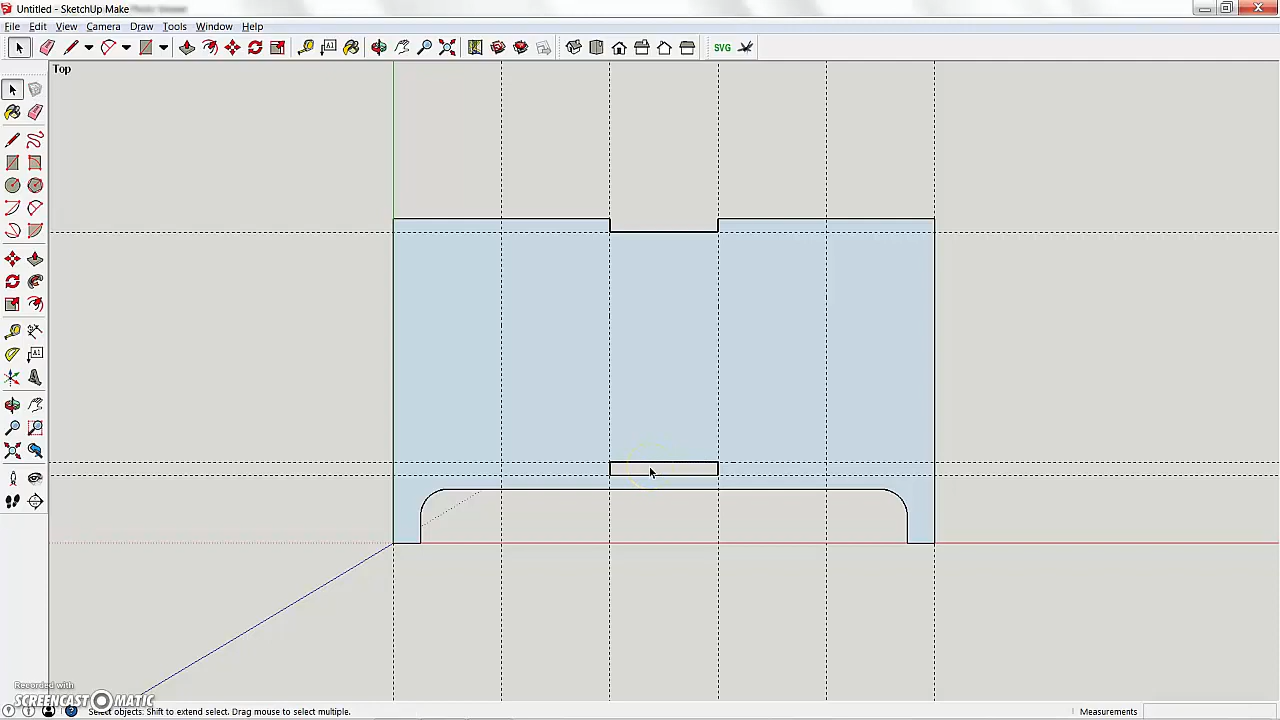 Untitled - SketchUp Make
File Edit View Camera Draw Tools Window Help
SVG
Top
Recorded with
SCREENCAST MATIC
Select objects. Shift to extend select. Drag mouse to select multiple.
Measurements